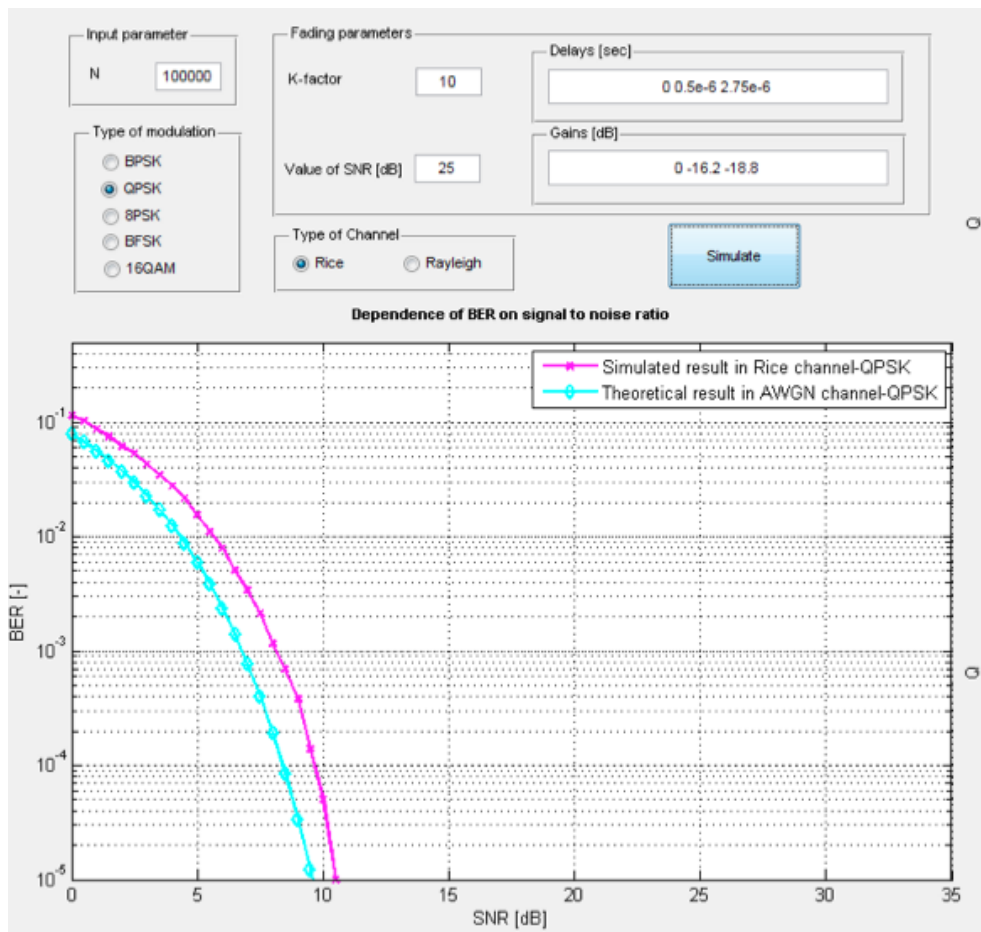 Input parameter
N
100000
Type of modulation
BPSK
QPSK
8PSK
BFSK
16QAM
Fading parameters
K-factor
10
Value of SNR [dB]
25
Delays [sec]
0 0.5e-6 2.75e-6
Gains [dB]
0 -16.2 -18.8
Type of Channel
Rice
Rayleigh
Simulate
Q
Dependence of BER on signal to noise ratio
Simulated result in Rice channel-QPSK
Theoretical result in AWGN channel-QPSK
BER [-]
10⁻¹
10⁻²
10⁻³
10⁻⁴
10⁻⁵
0 5 10 15 20 25 30 35
SNR [dB]
Q